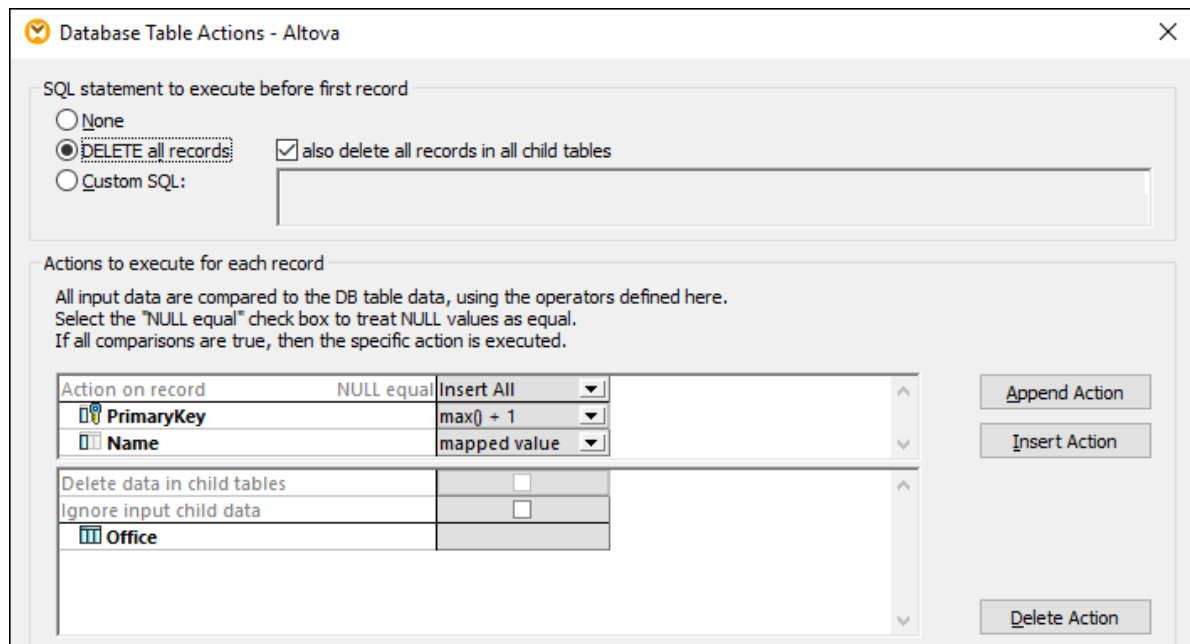 Database Table Actions - Altova
SQL statement to execute before first record
None
DELETE all records also delete all records in all child tables
Custom SQL:
Actions to execute for each record
All input data are compared to the DB table data, using the operators defined here.
Select the "NULL equal" check box to treat NULL values as equal.
If all comparisons are true, then the specific action is executed.
Action on record NULL equal Insert All
PrimaryKey max() + 1
Name mapped value
Append Action
Insert Action
Delete data in child tables
Ignore input child data
Office
Delete Action